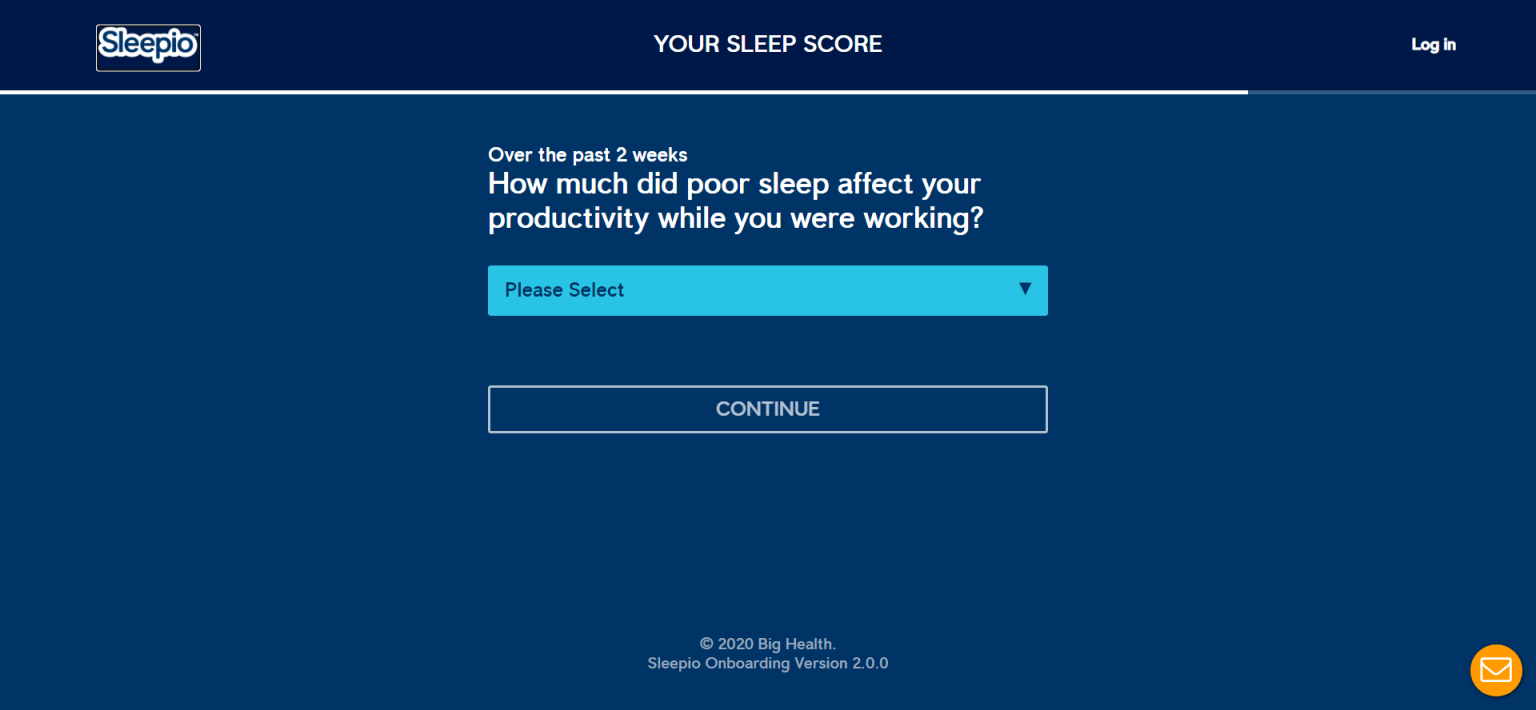 Sleepio™
YOUR SLEEP SCORE
Log in
Over the past 2 weeks
How much did poor sleep affect your
productivity while you were working?
Please Select
CONTINUE
© 2020 Big Health.
Sleepio Onboarding Version 2.0.0